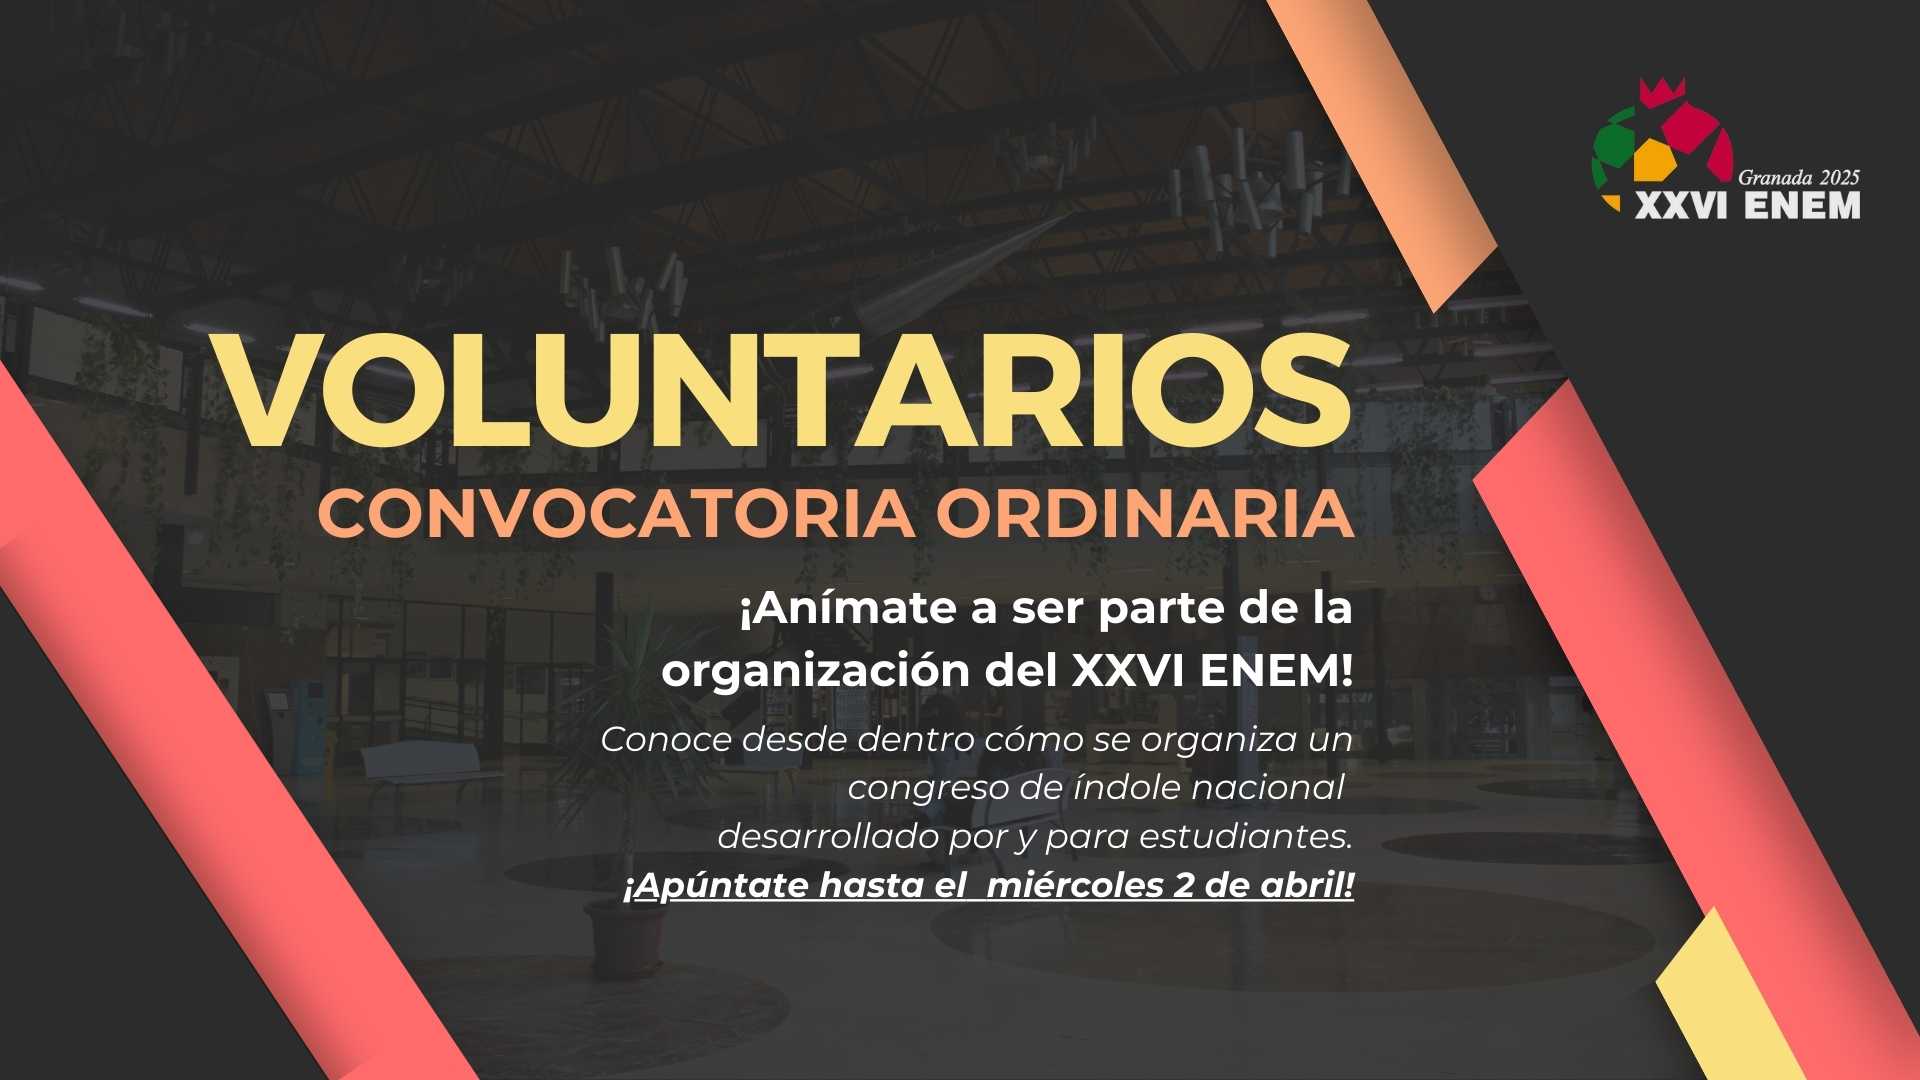 Granada 2025
XXVI ENEM
VOLUNTARIOS
CONVOCATORIA ORDINARIA
¡Anímate a ser parte de la
organización del XXVI ENEM!
Conoce desde dentro cómo se organiza un
congreso de índole nacional
desarrollado por y para estudiantes.
¡Apúntate hasta el  miércoles 2 de abril!